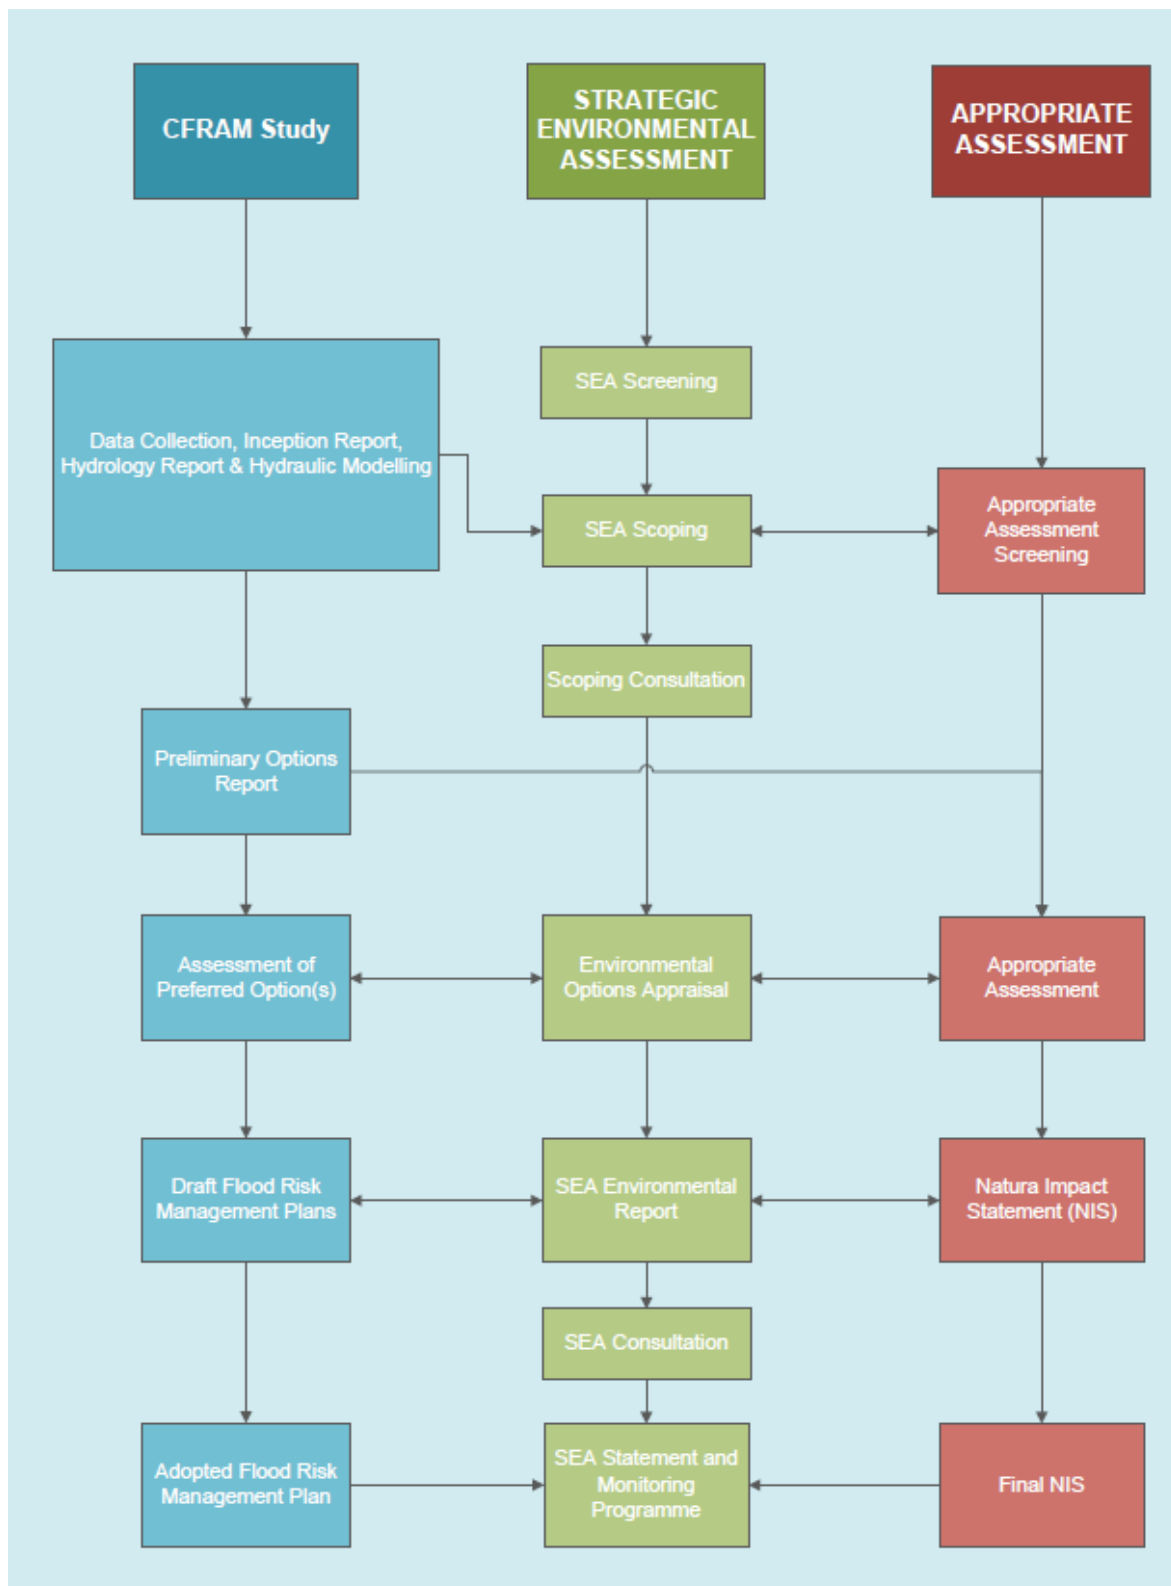 CFRAM Study
STRATEGIC
ENVIRONMENTAL
ASSESSMENT
APPROPRIATE
ASSESSMENT
SEA Screening
Data Collection, Inception Report,
Hydrology Report & Hydraulic Modelling
SEA Scoping
Appropriate
Assessment
Screening
Scoping Consultation
Preliminary Options
Report
Assessment of
Preferred Option(s)
Environmental
Options Appraisal
Appropriate
Assessment
Draft Flood Risk
Management Plans
SEA Environmental
Report
Natura Impact
Statement (NIS)
SEA Consultation
Adopted Flood Risk
Management Plan
SEA Statement and
Monitoring
Programme
Final NIS